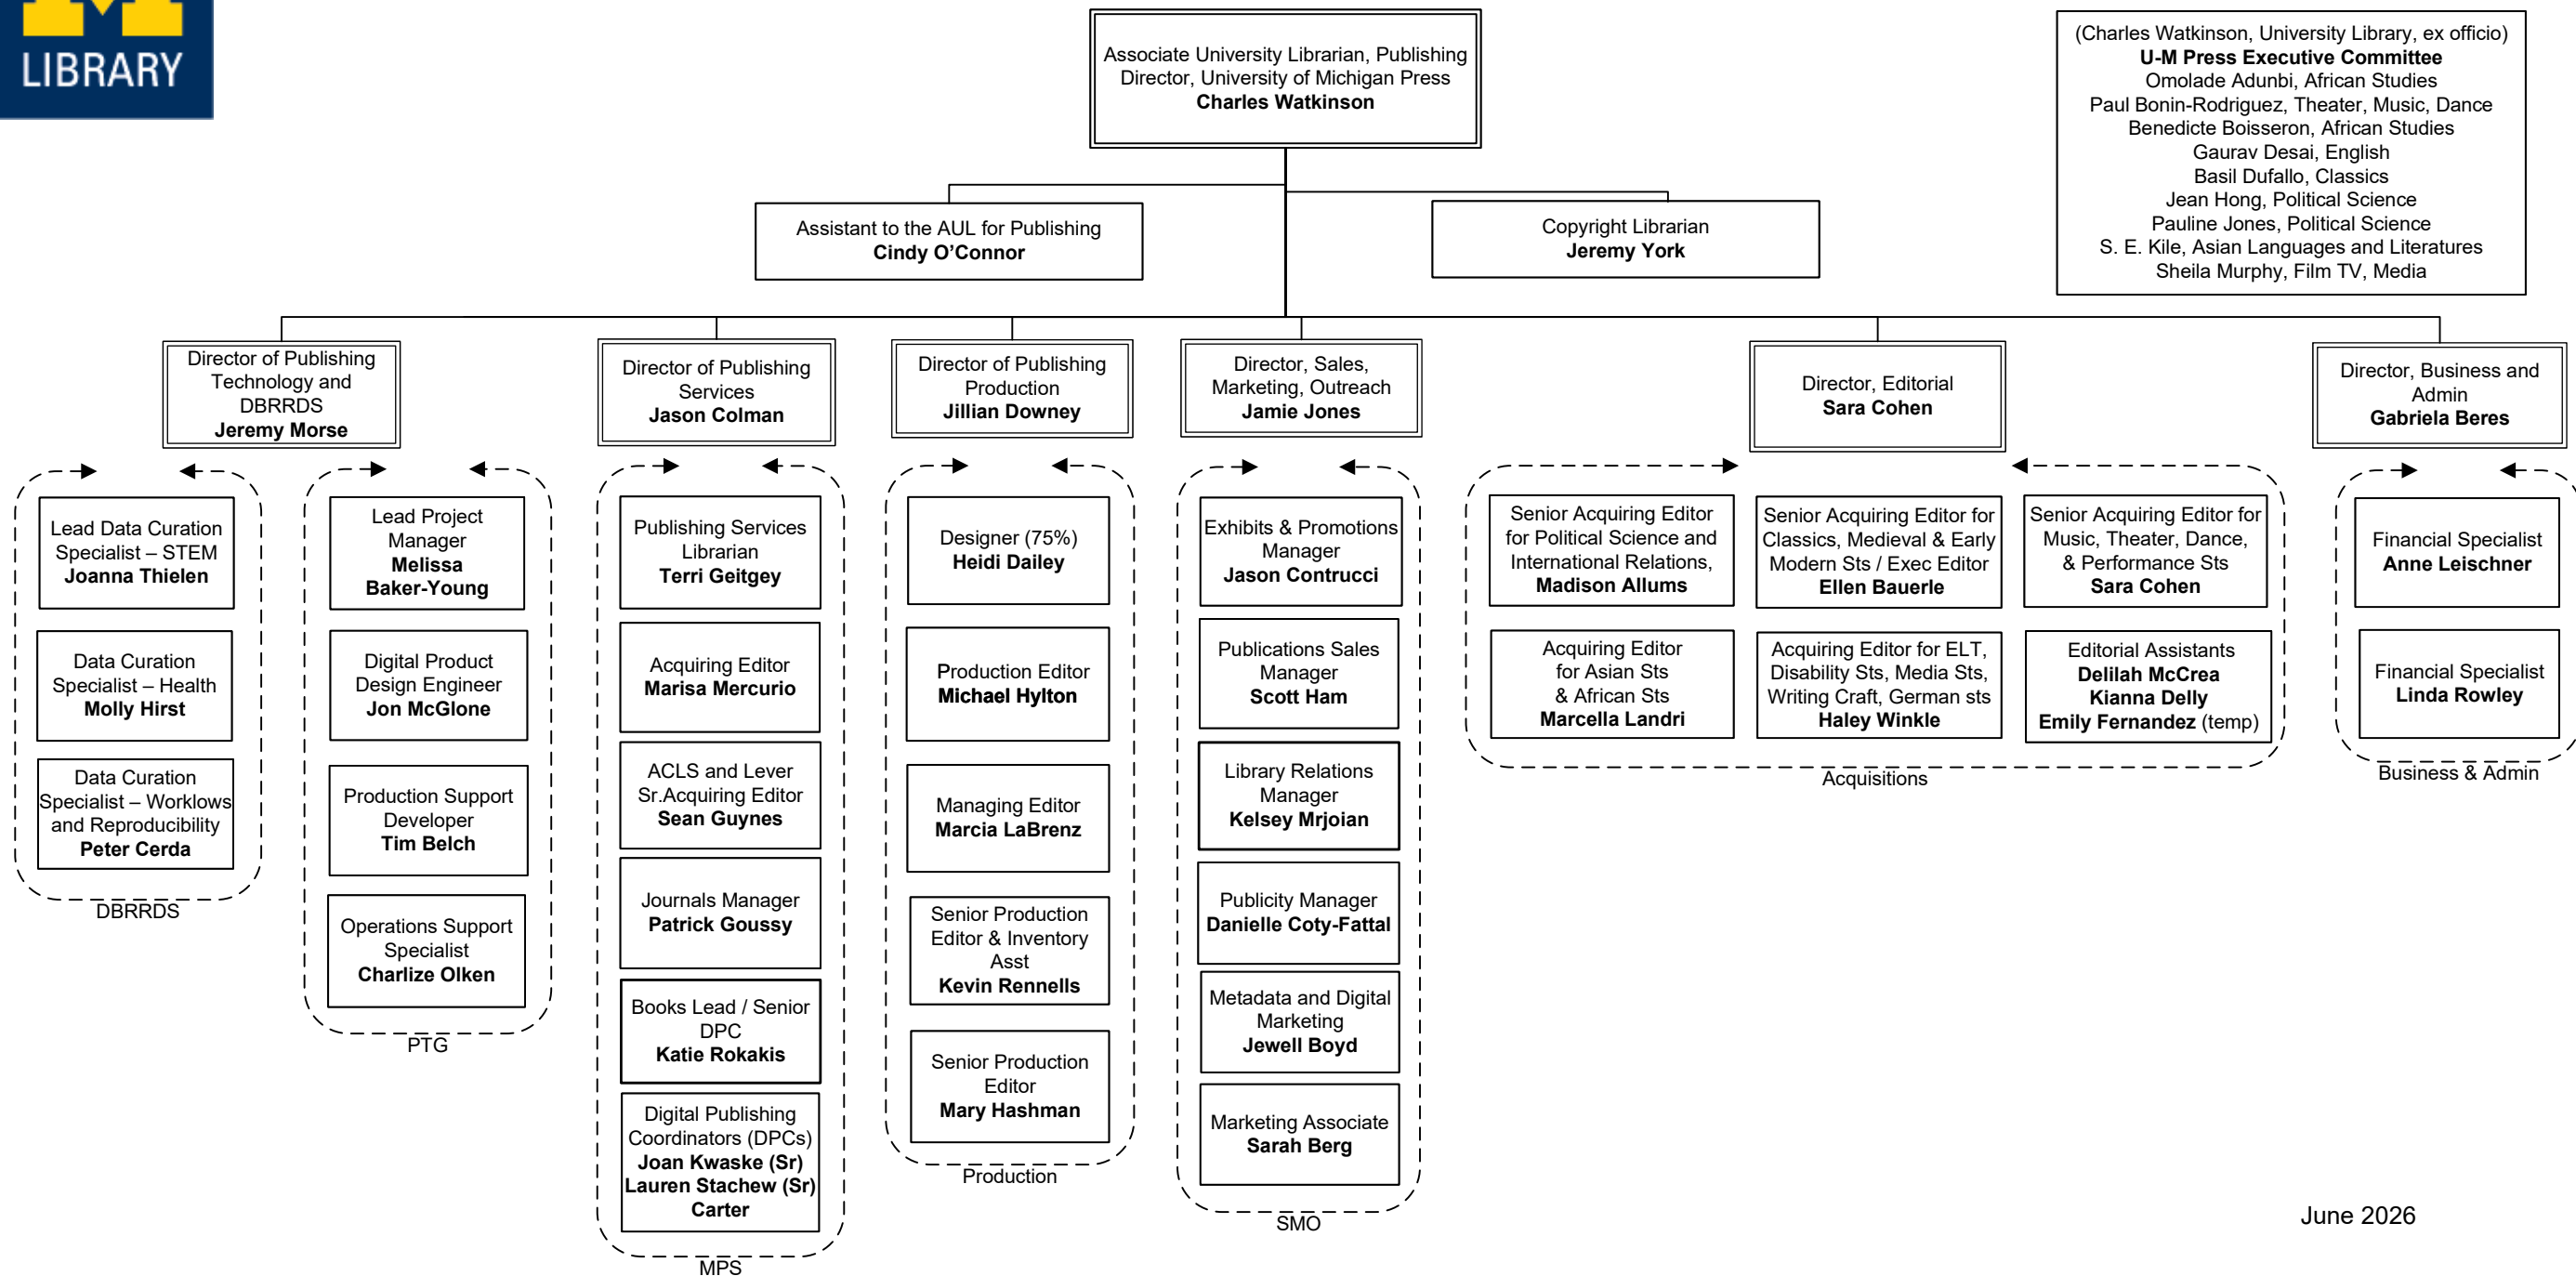 LIBRARY
Associate University Librarian, Publishing
Director, University of Michigan Press
Charles Watkinson
(Charles Watkinson, University Library, ex officio)
U-M Press Executive Committee
Omolade Adunbi, African Studies
Paul Bonin-Rodriguez, Theater, Music, Dance
Benedicte Boisseron, African Studies
Gaurav Desai, English
Basil Dufallo, Classics
Jean Hong, Political Science
Pauline Jones, Political Science
S. E. Kile, Asian Languages and Literatures
Sheila Murphy, Film TV, Media
Assistant to the AUL for Publishing
Cindy O’Connor
Copyright Librarian
Jeremy York
Director of Publishing
Technology and
DBRRDS
Jeremy Morse
Director of Publishing
Services
Jason Colman
Director of Publishing
Production
Jillian Downey
Director, Sales,
Marketing, Outreach
Jamie Jones
Director, Editorial
Sara Cohen
Director, Business and
Admin
Gabriela Beres
Lead Data Curation
Specialist – STEM
Joanna Thielen
Data Curation
Specialist – Health
Molly Hirst
Data Curation
Specialist – Worklows
and Reproducibility
Peter Cerda
DBRRDS
Lead Project
Manager
Melissa
Baker-Young
Digital Product
Design Engineer
Jon McGlone
Production Support
Developer
Tim Belch
Operations Support
Specialist
Charlize Olken
PTG
Publishing Services
Librarian
Terri Geitgey
Acquiring Editor
Marisa Mercurio
ACLS and Lever
Sr.Acquiring Editor
Sean Guynes
Journals Manager
Patrick Goussy
Books Lead / Senior
DPC
Katie Rokakis
Digital Publishing
Coordinators (DPCs)
Joan Kwaske (Sr)
Lauren Stachew (Sr)
Carter
MPS
Designer (75%)
Heidi Dailey
Production Editor
Michael Hylton
Managing Editor
Marcia LaBrenz
Senior Production
Editor & Inventory
Asst
Kevin Rennells
Senior Production
Editor
Mary Hashman
Production
Exhibits & Promotions
Manager
Jason Contrucci
Publications Sales
Manager
Scott Ham
Library Relations
Manager
Kelsey Mrjoian
Publicity Manager
Danielle Coty-Fattal
Metadata and Digital
Marketing
Jewell Boyd
Marketing Associate
Sarah Berg
SMO
Senior Acquiring Editor
for Political Science and
International Relations,
Madison Allums
Senior Acquiring Editor for
Classics, Medieval & Early
Modern Sts / Exec Editor
Ellen Bauerle
Senior Acquiring Editor for
Music, Theater, Dance,
& Performance Sts
Sara Cohen
Acquiring Editor
for Asian Sts
& African Sts
Marcella Landri
Acquiring Editor for ELT,
Disability Sts, Media Sts,
Writing Craft, German sts
Haley Winkle
Editorial Assistants
Delilah McCrea
Kianna Delly
Emily Fernandez (temp)
Acquisitions
Financial Specialist
Anne Leischner
Financial Specialist
Linda Rowley
Business & Admin
June 2026